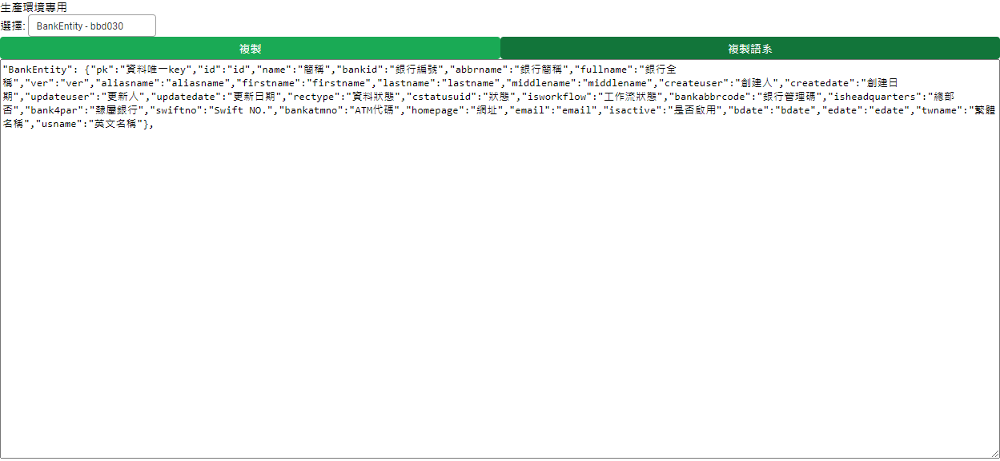 生產環境專用
選擇: BankEntity - bbd030
複製 複製語系
"BankEntity": {"pk":"資料唯一key","id":"id","name":"簡稱","bankid":"銀行編號","abbrname":"銀行簡稱","fullname":"銀行全
稱","ver":"ver","aliasname":"aliasname","firstname":"firstname","lastname":"lastname","middlename":"middlename","createuser":"創建人","createdate":"創建日
期","updateuser":"更新人","updatedate":"更新日期","rectype":"資料狀態","cstatusuid":"狀態","isworkflow":"工作流狀態","bankabbrcode":"銀行管理碼","isheadquarters":"總部
否","bank4par":"隸屬銀行","swiftno":"Swift NO.","bankatmno":"ATM代碼","homepage":"網址","email":"email","isactive":"是否啟用","bdate":"bdate","edate":"edate","twname":"繁體
名稱","usname":"英文名稱"},